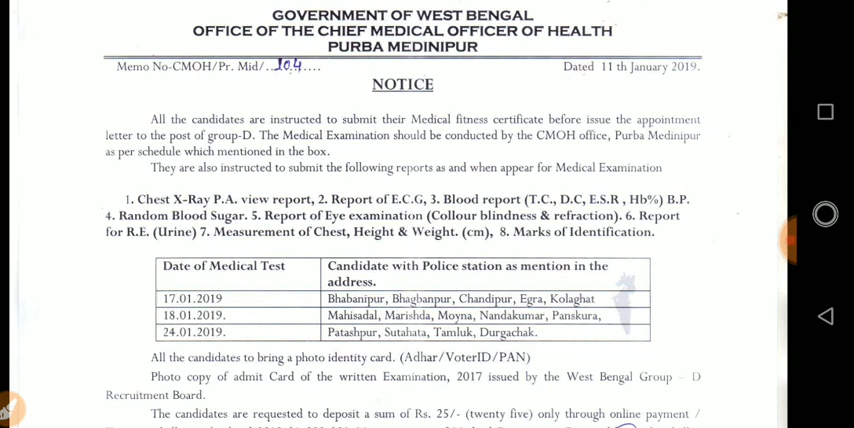 GOVERNMENT OF WEST BENGAL
OFFICE OF THE CHIEF MEDICAL OFFICER OF HEALTH
PURBA MEDINIPUR
Memo No-CMOH/Pr. Mid/..104.... Dated 11 th January 2019.
NOTICE
All the candidates are instructed to submit their Medical fitness certificate before issue the appointment
letter to the post of group-D. The Medical Examination should be conducted by the CMOH office, Purba Medinipur
as per schedule which mentioned in the box.
They are also instructed to submit the following reports as and when appear for Medical Examination
1. Chest X-Ray P.A. view report, 2. Report of E.C.G, 3. Blood report (T.C., D.C, E.S.R , Hb%) B.P.
4. Random Blood Sugar. 5. Report of Eye examination (Collour blindness & refraction). 6. Report
for R.E. (Urine) 7. Measurement of Chest, Height & Weight. (cm), 8. Marks of Identification.
Date of Medical Test Candidate with Police station as mention in the
address.
17.01.2019 Bhabanipur, Bhagbanpur, Chandipur, Egra, Kolaghat
18.01.2019. Mahisadal, Marishda, Moyna, Nandakumar, Panskura,
24.01.2019. Patashpur, Sutahata, Tamluk, Durgachak.
All the candidates to bring a photo identity card. (Adhar/VoterID/PAN)
Photo copy of admit Card of the written Examination, 2017 issued by the West Bengal Group – D
Recruitment Board.
The candidates are requested to deposit a sum of Rs. 25/- (twenty five) only through online payment /